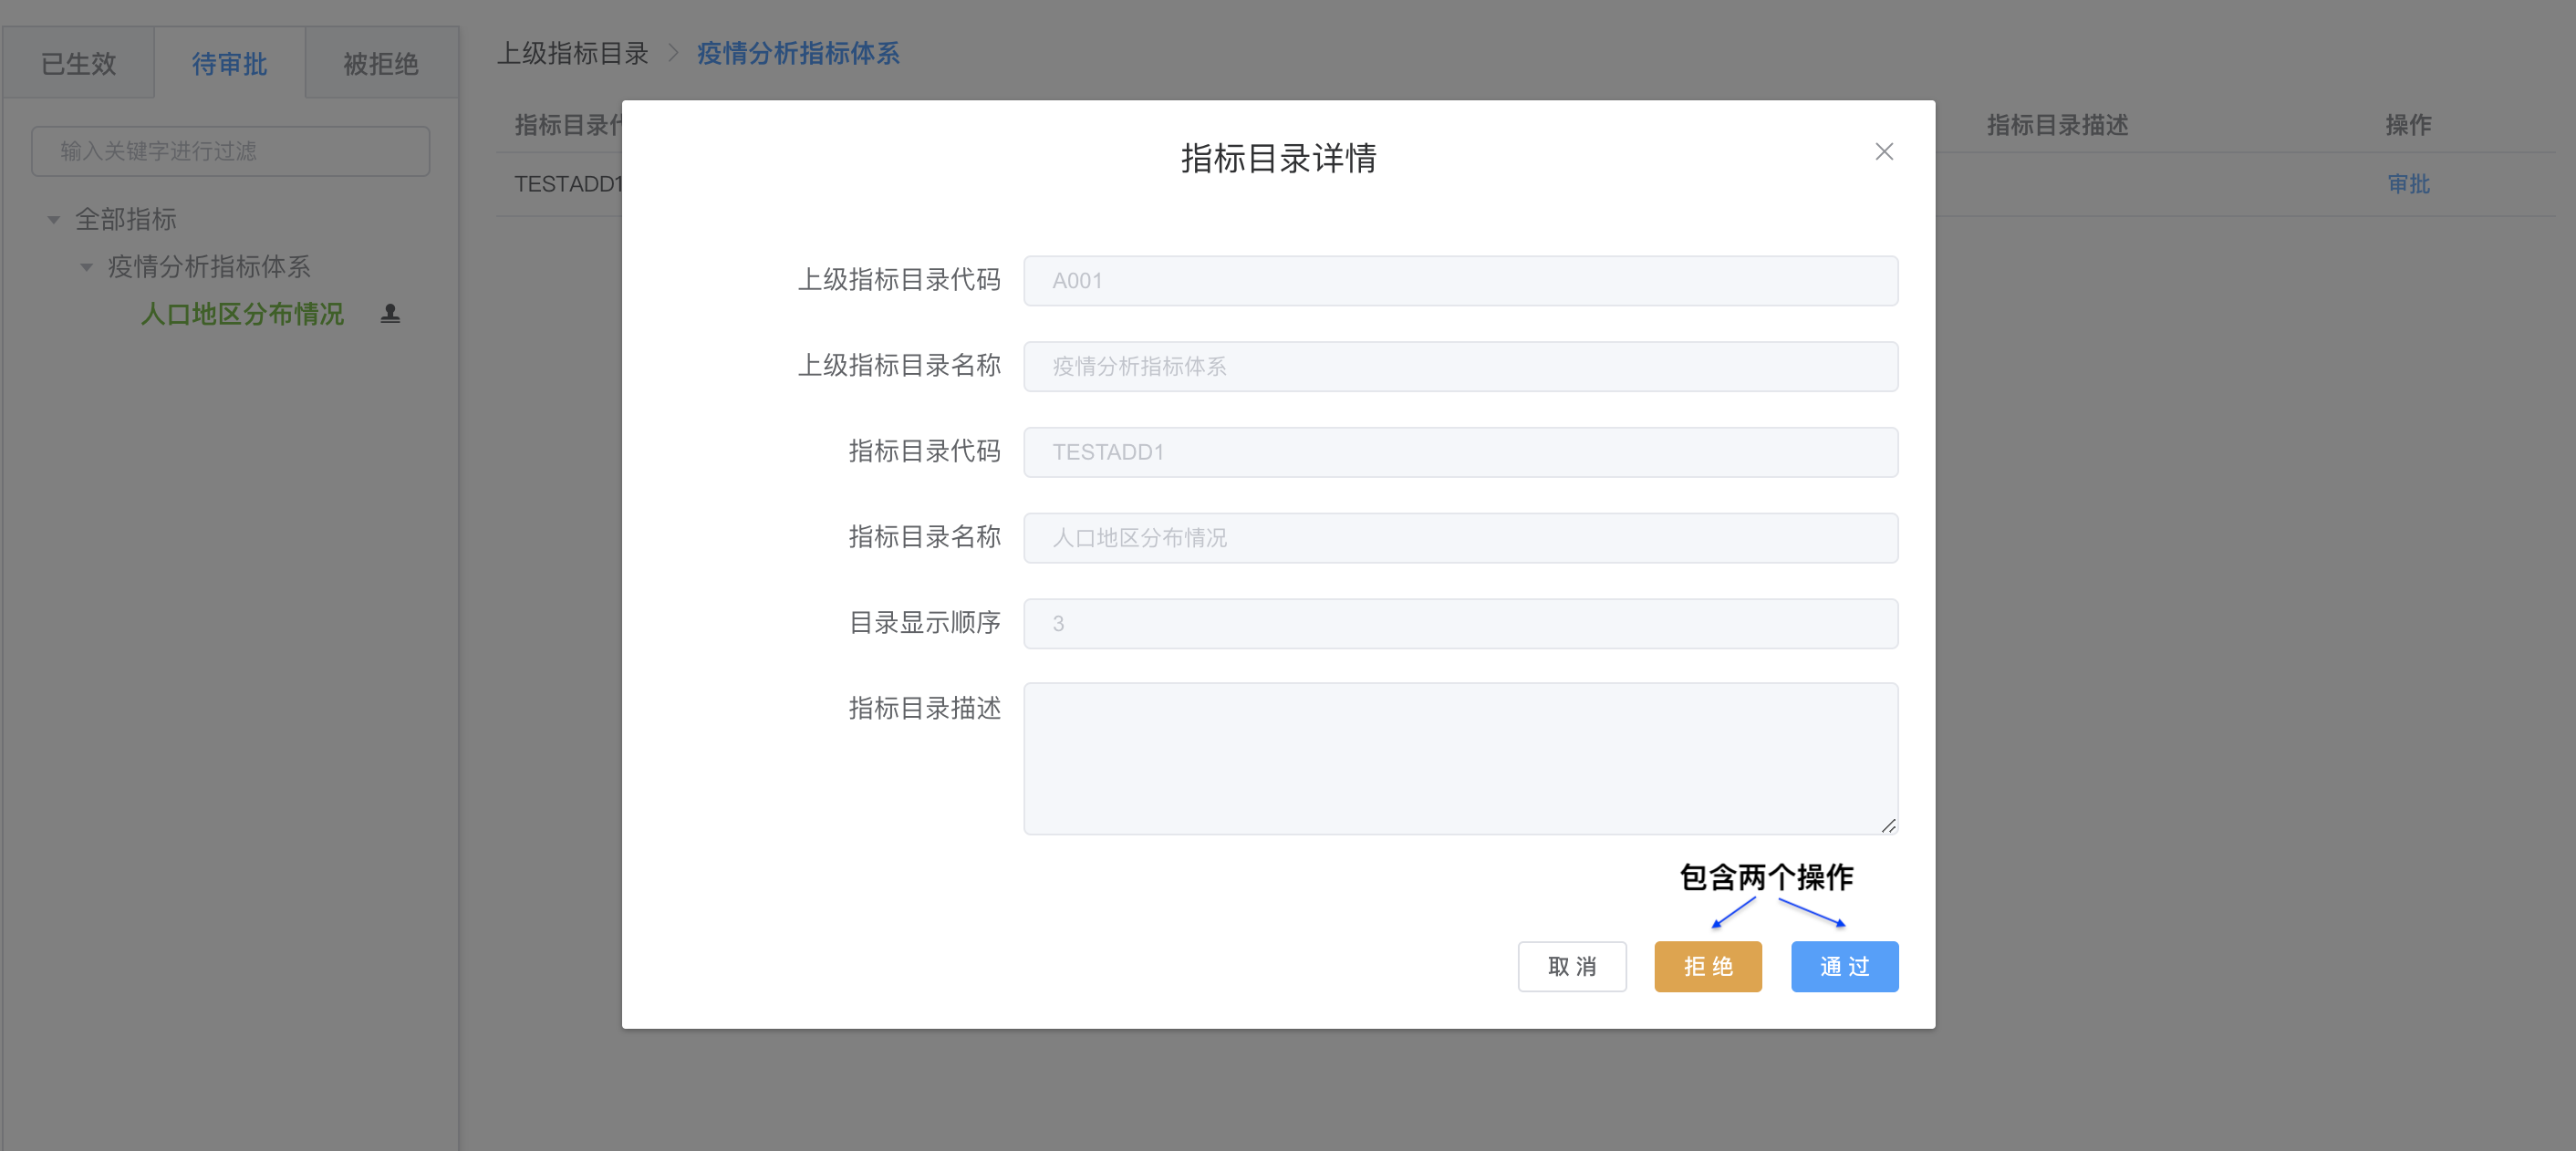 已生效
待审批
被拒绝
输入关键字进行过滤
全部指标
疫情分析指标体系
人口地区分布情况
上级指标目录 > 疫情分析指标体系
指标目录代
指标目录描述
操作
TESTADD1
审批
指标目录详情
上级指标目录代码
A001
上级指标目录名称
疫情分析指标体系
指标目录代码
TESTADD1
指标目录名称
人口地区分布情况
目录显示顺序
3
指标目录描述
包含两个操作
取 消
拒 绝
通 过